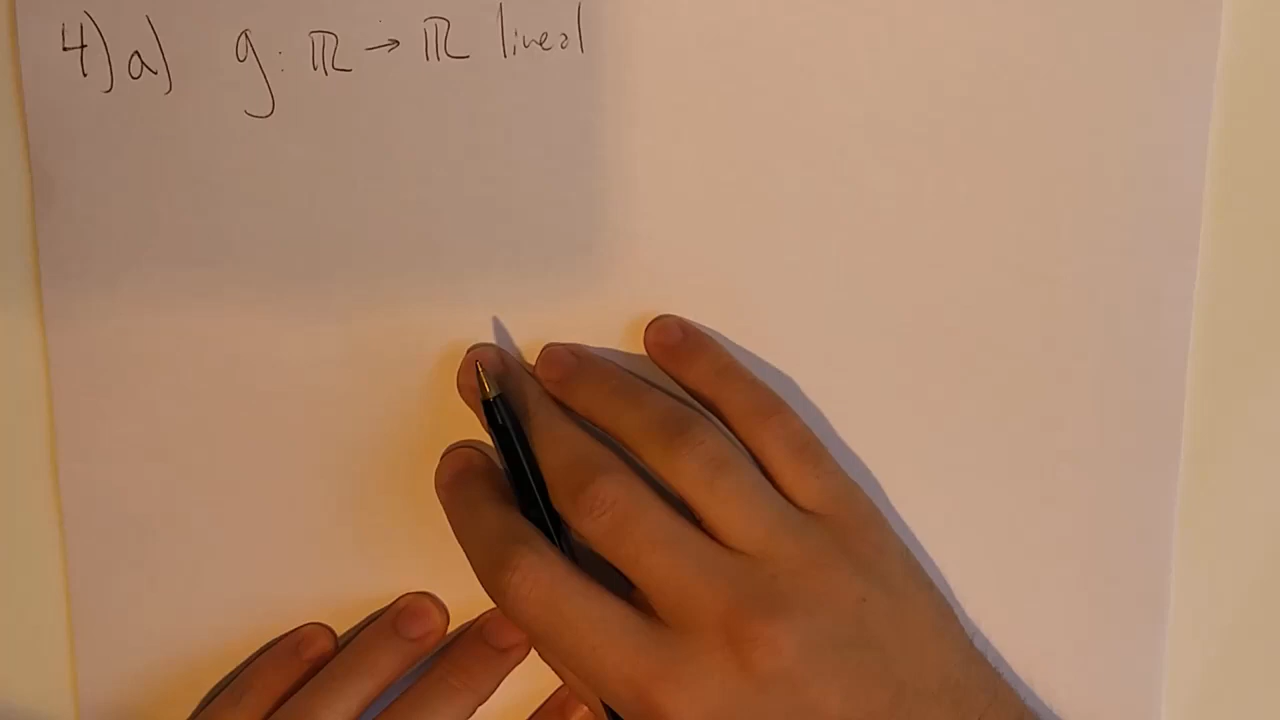 4) a) g: ℝ → ℝ lineal